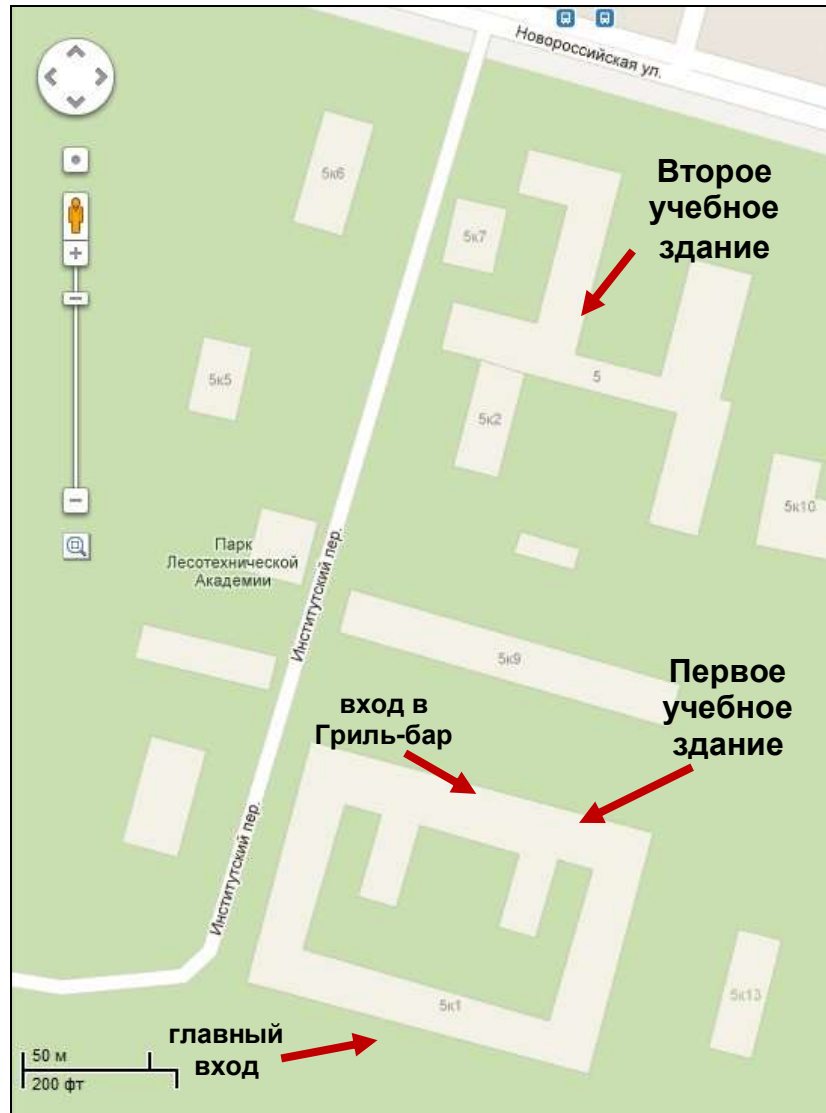 Новороссийская ул.
5к6
Второе
учебное
здание
5к7
5
5к5
5к2
5к10
Парк
Лесотехнической
Академии
Институтский пер.
5к9
Первое
учебное
здание
вход в
Гриль-бар
Институтский пер.
5к1
5к13
главный
вход
50 м
200 фт